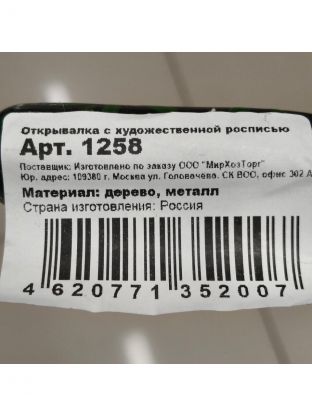 Открывалка с художественной росписью
Арт. 1258
Поставщик: Изготовлено по заказу ООО "МирХозТорг"
Юр. адрес: 109380 г. Москва ул. Головачева. СК ВОО, офис 302 А
Материал: дерево, металл
Страна изготовления: Россия
4 620771 352007